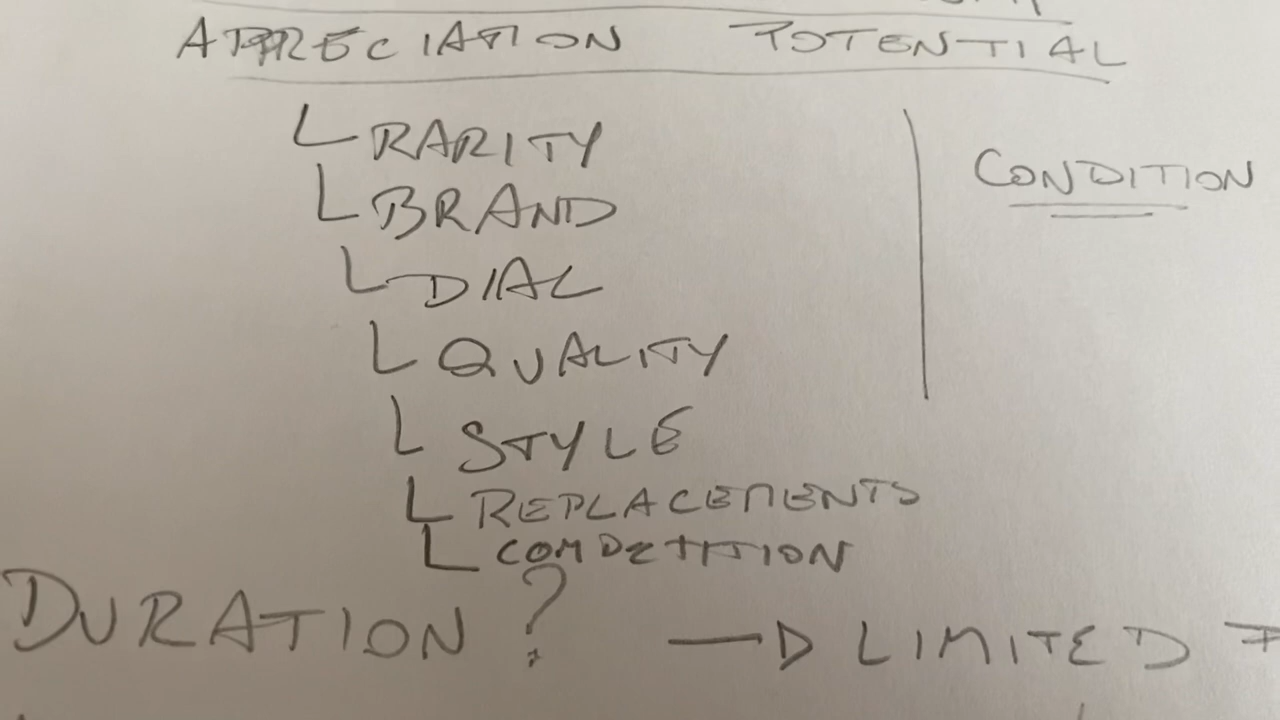 APPRECIATION POTENTIAL
RARITY
CONDITION
BRAND
DIAL
QUALITY
STYLE
REPLACEMENTS
COMPETITION
DURATION? → LIMITED